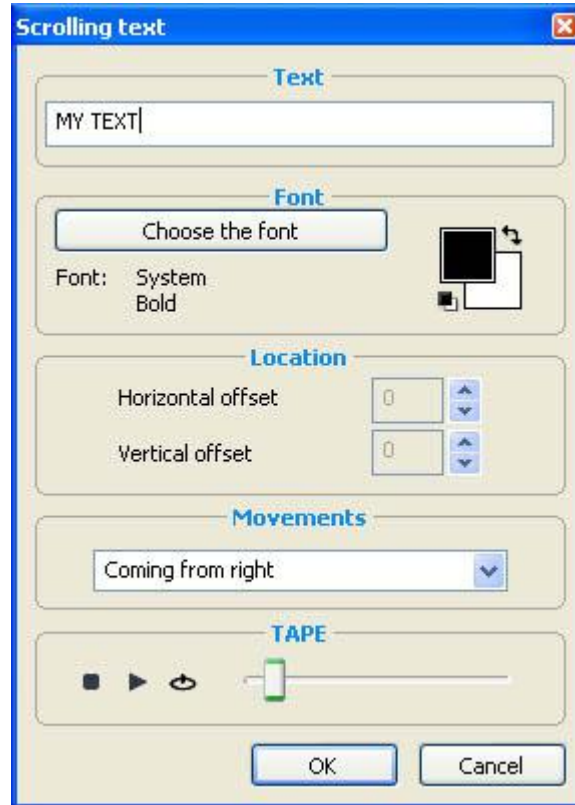 Scrolling text
Text
MY TEXT
Font
Choose the font
Font: System
Bold
Location
Horizontal offset 0
Vertical offset 0
Movements
Coming from right
TAPE
OK Cancel